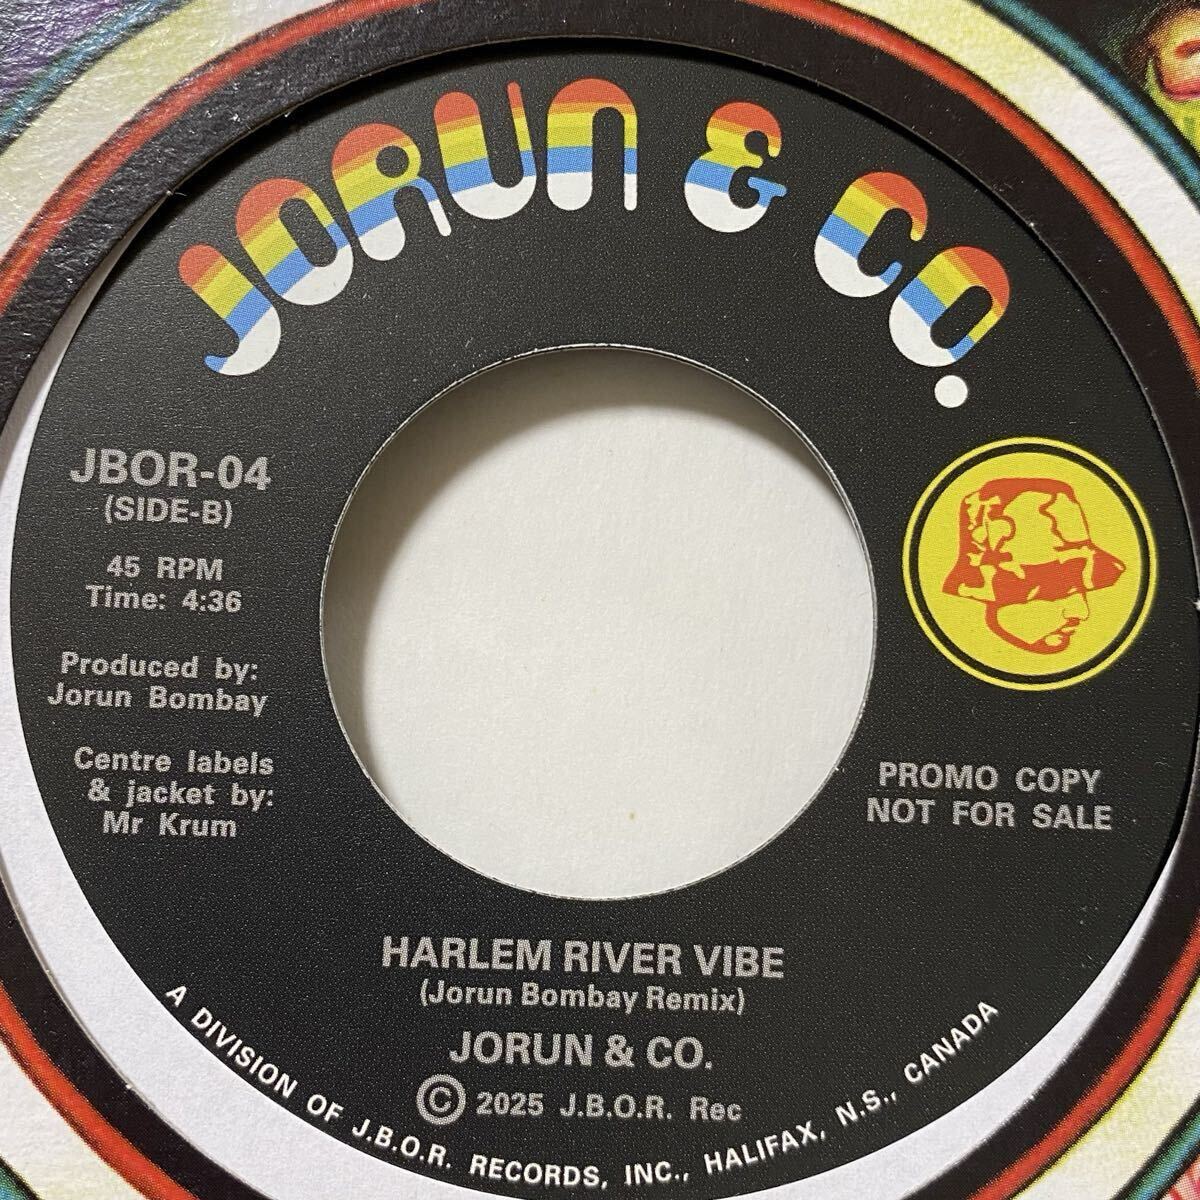 JORUN & CO.
JBOR-04
(SIDE-B)
45 RPM
Time: 4:36
Produced by:
Jorun Bombay
Centre labels
& jacket by:
Mr Krum
PROMO COPY
NOT FOR SALE
HARLEM RIVER VIBE
(Jorun Bombay Remix)
JORUN & CO.
© 2025 J.B.O.R. Rec
A DIVISION OF J.B.O.R. RECORDS, INC., HALIFAX, N.S., CANADA